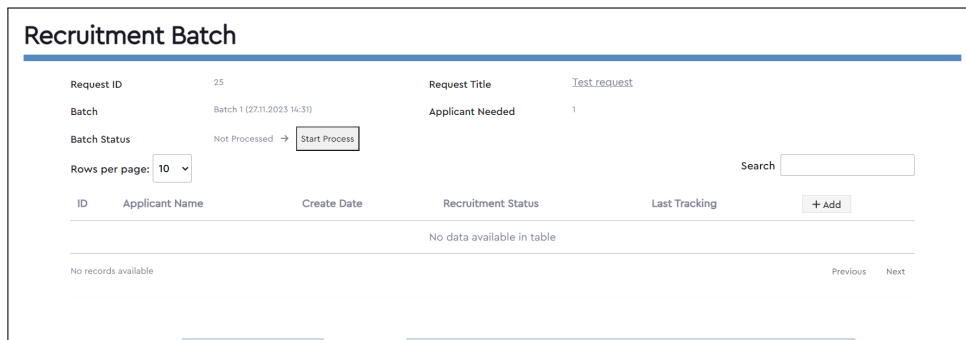 Recruitment Batch
Request ID 25 Request Title Test request
Batch Batch 1 (27.11.2023 14:31) Applicant Needed 1
Batch Status Not Processed → Start Process
Rows per page: 10 Search
ID Applicant Name Create Date Recruitment Status Last Tracking + Add
No data available in table
No records available Previous Next